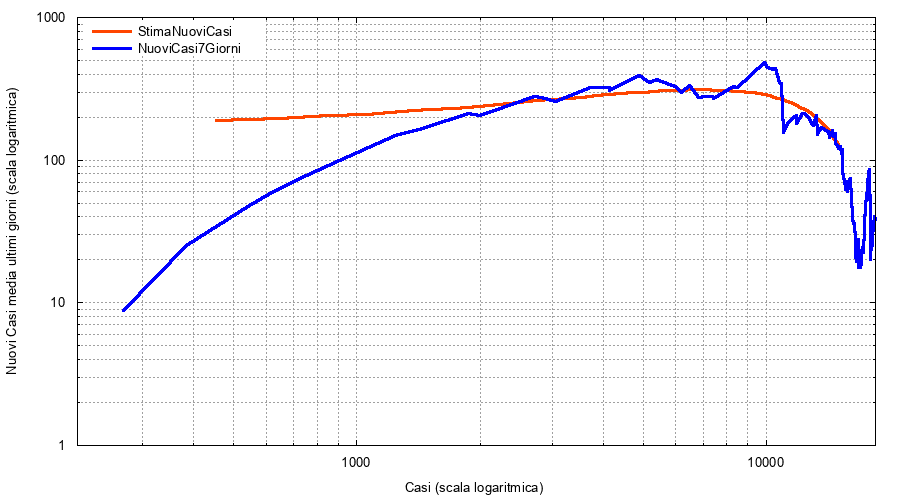 1000
StimaNuoviCasi
NuoviCasi7Giorni
100
10
1
Nuovi Casi media ultimi giorni (scala logaritmica)
1000
10000
Casi (scala logaritmica)